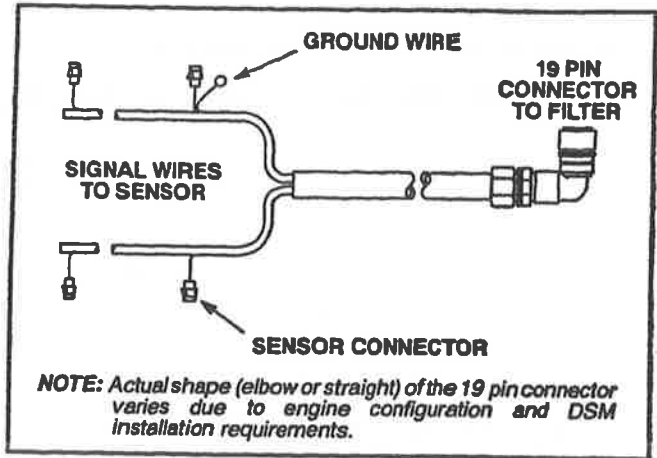 GROUND WIRE
19 PIN
CONNECTOR
TO FILTER
SIGNAL WIRES
TO SENSOR
SENSOR CONNECTOR
NOTE: Actual shape (elbow or straight) of the 19 pin connector
varies due to engine configuration and DSM
installation requirements.